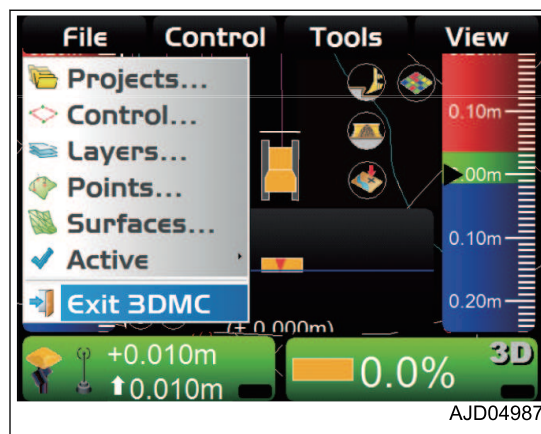 File Control Tools View
Projects...
Control...
Layers...
Points...
Surfaces...
Active
Exit 3DMC
0.10m
.00m
0.10m
0.20m
(± 0.000m)
+0.010m
0.010m
0.0%
3D
AJD04987